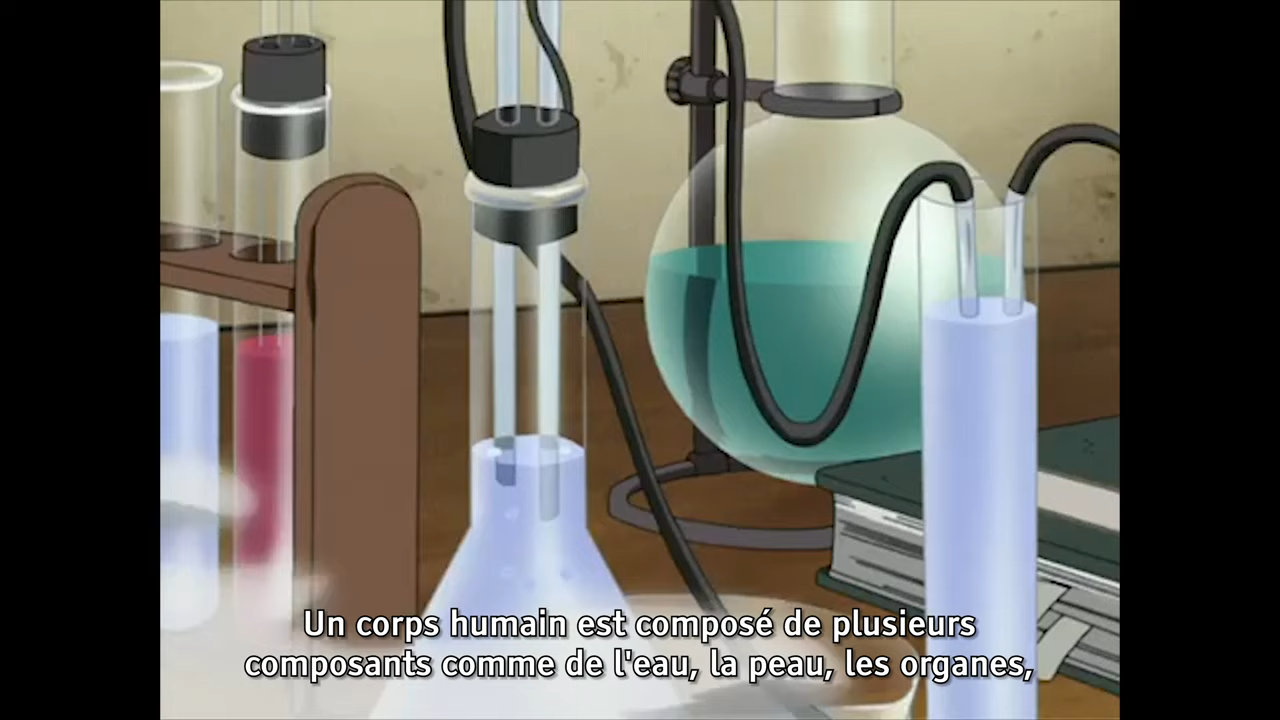 Un corps humain est composé de plusieurs
composants comme de l'eau, la peau, les organes,